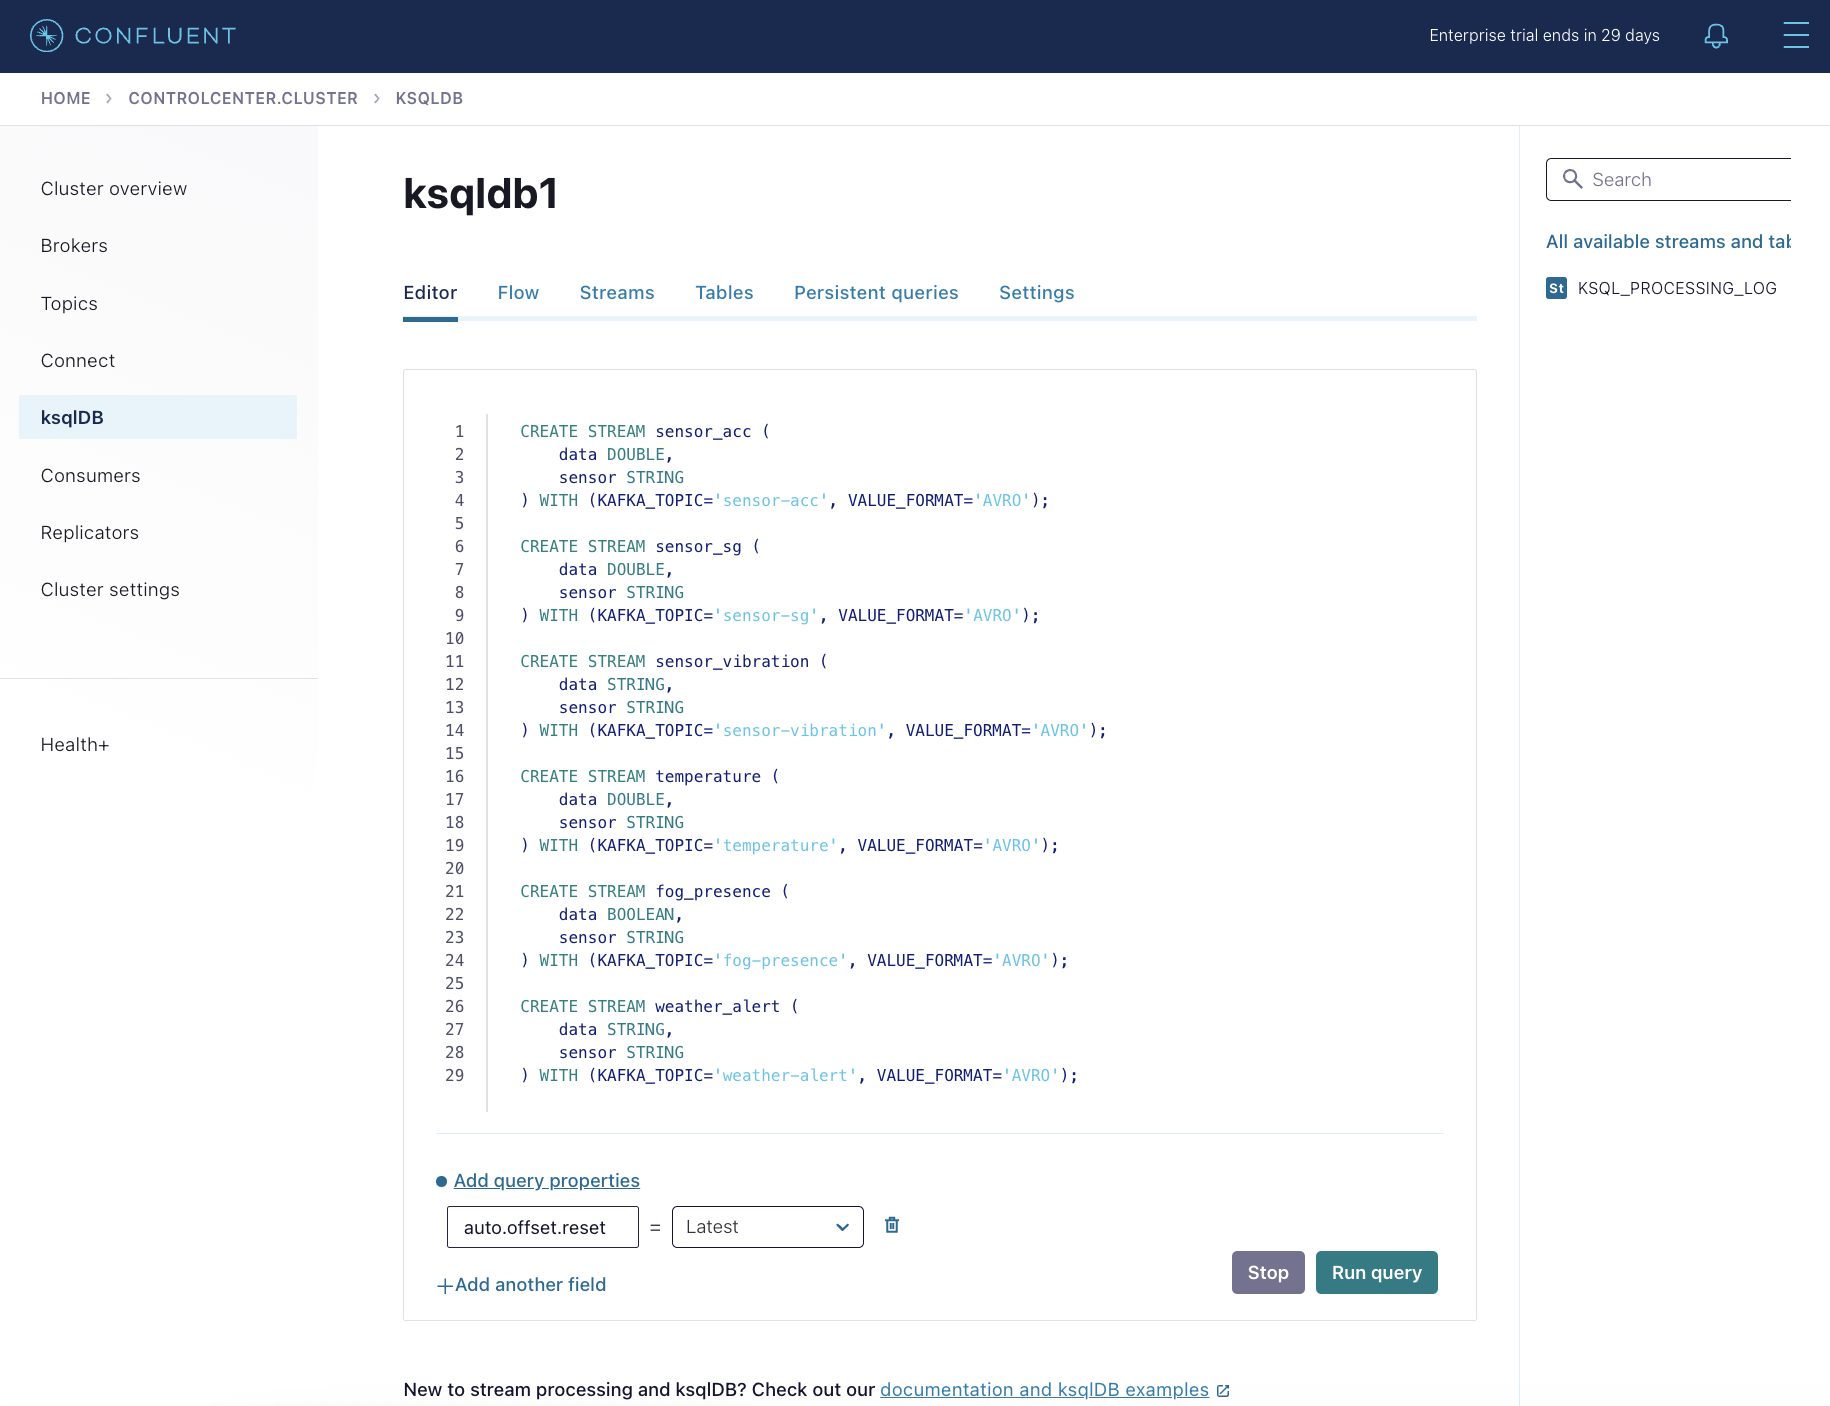 CONFLUENT
Enterprise trial ends in 29 days
HOME > CONTROLCENTER.CLUSTER > KSQLDB
Cluster overview
Brokers
Topics
Connect
ksqlDB
Consumers
Replicators
Cluster settings
Health+
ksqldb1
Editor Flow Streams Tables Persistent queries Settings
1 CREATE STREAM sensor_acc (
2 data DOUBLE,
3 sensor STRING
4 ) WITH (KAFKA_TOPIC='sensor-acc', VALUE_FORMAT='AVRO');
5
6 CREATE STREAM sensor_sg (
7 data DOUBLE,
8 sensor STRING
9 ) WITH (KAFKA_TOPIC='sensor-sg', VALUE_FORMAT='AVRO');
10
11 CREATE STREAM sensor_vibration (
12 data STRING,
13 sensor STRING
14 ) WITH (KAFKA_TOPIC='sensor-vibration', VALUE_FORMAT='AVRO');
15
16 CREATE STREAM temperature (
17 data DOUBLE,
18 sensor STRING
19 ) WITH (KAFKA_TOPIC='temperature', VALUE_FORMAT='AVRO');
20
21 CREATE STREAM fog_presence (
22 data BOOLEAN,
23 sensor STRING
24 ) WITH (KAFKA_TOPIC='fog-presence', VALUE_FORMAT='AVRO');
25
26 CREATE STREAM weather_alert (
27 data STRING,
28 sensor STRING
29 ) WITH (KAFKA_TOPIC='weather-alert', VALUE_FORMAT='AVRO');
Add query properties
auto.offset.reset = Latest
+Add another field
Stop Run query
New to stream processing and ksqlDB? Check out our documentation and ksqlDB examples
Search
All available streams and tab
St KSQL_PROCESSING_LOG